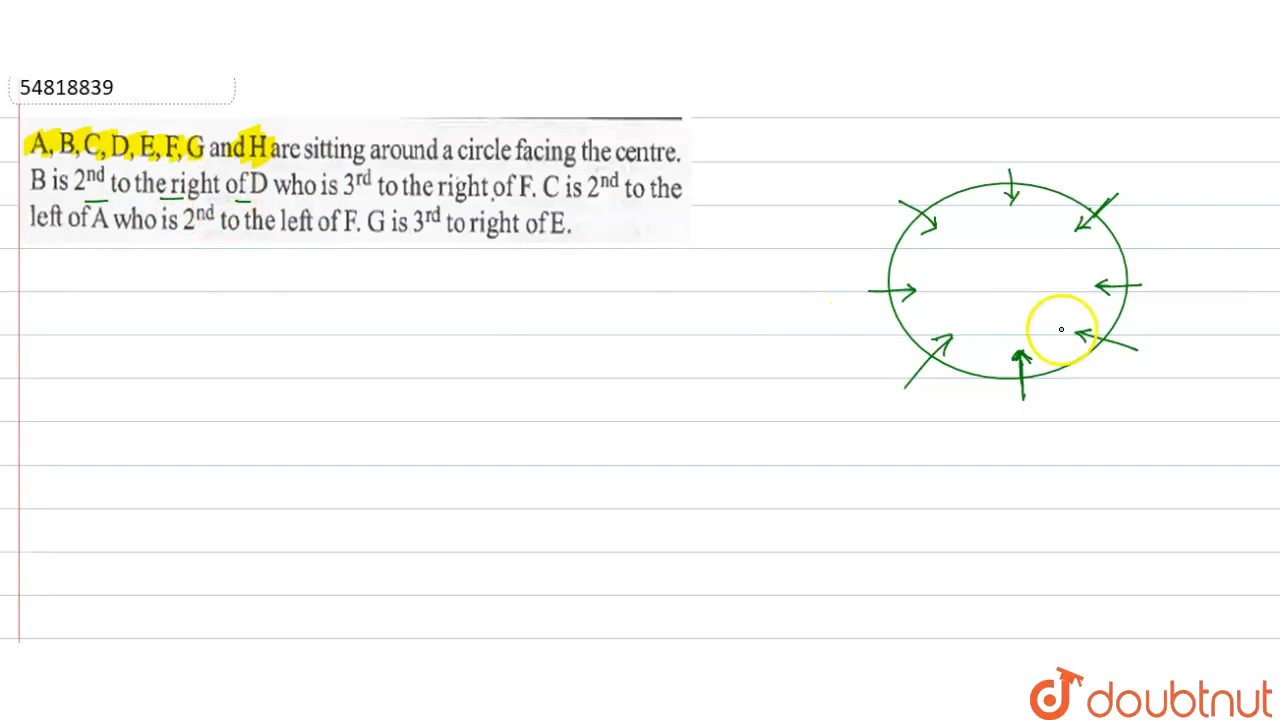 54818839
A, B, C, D, E, F, G and H are sitting around a circle facing the centre.
B is 2nd to the right of D who is 3rd to the right of F. C is 2nd to the
left of A who is 2nd to the left of F. G is 3rd to right of E.
doubtnut